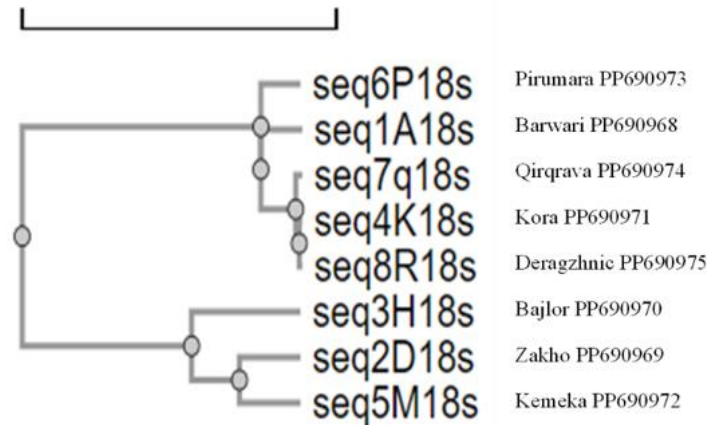 seq6P18s Pirumara PP690973
seq1A18s Barwari PP690968
seq7q18s Qirqrava PP690974
seq4K18s Kora PP690971
seq8R18s Deragzhnic PP690975
seq3H18s Bajlor PP690970
seq2D18s Zakho PP690969
seq5M18s Kemeka PP690972